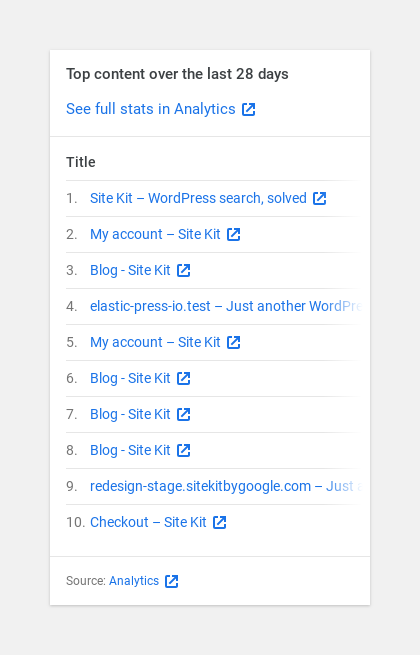 Top content over the last 28 days
See full stats in Analytics
Title
1. Site Kit – WordPress search, solved
2. My account – Site Kit
3. Blog - Site Kit
4. elastic-press-io.test – Just another
5. My account – Site Kit
6. Blog - Site Kit
7. Blog - Site Kit
8. Blog - Site Kit
9. redesign-stage.sitekitbygoogle.com – Just
10. Checkout – Site Kit
Source: Analytics